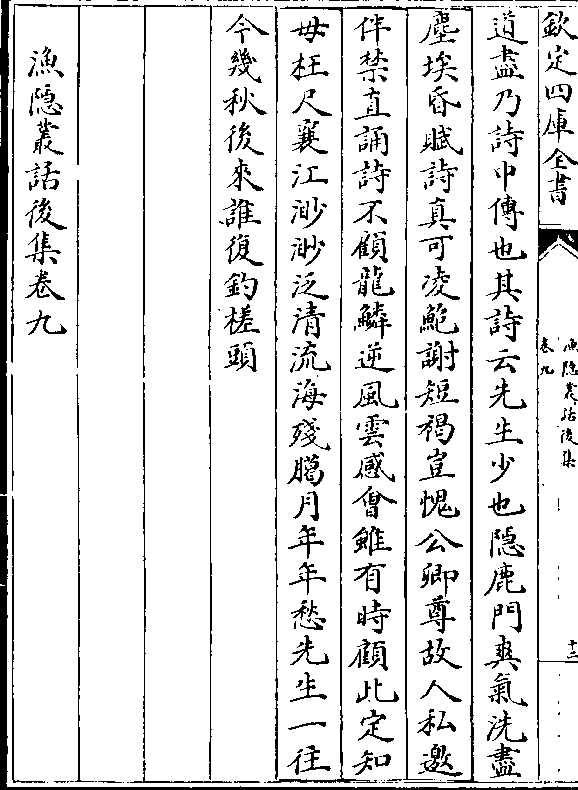 欽定四庫全書
漁隱叢話後集
卷九
十三
道盡乃詩中傳也其詩云先生少也隱鹿門爽氣洗盡
塵埃昏賦詩真可凌鮑謝短褐豈愧公卿尊故人私邀
伴禁直誦詩不顧龍鱗逆風雲感㑹雖有時顧此定知
毋枉尺襄江渺渺泛清流海殘臈月年年愁先生一往
今幾秋後來誰復釣槎頭
漁隱叢話後集卷九